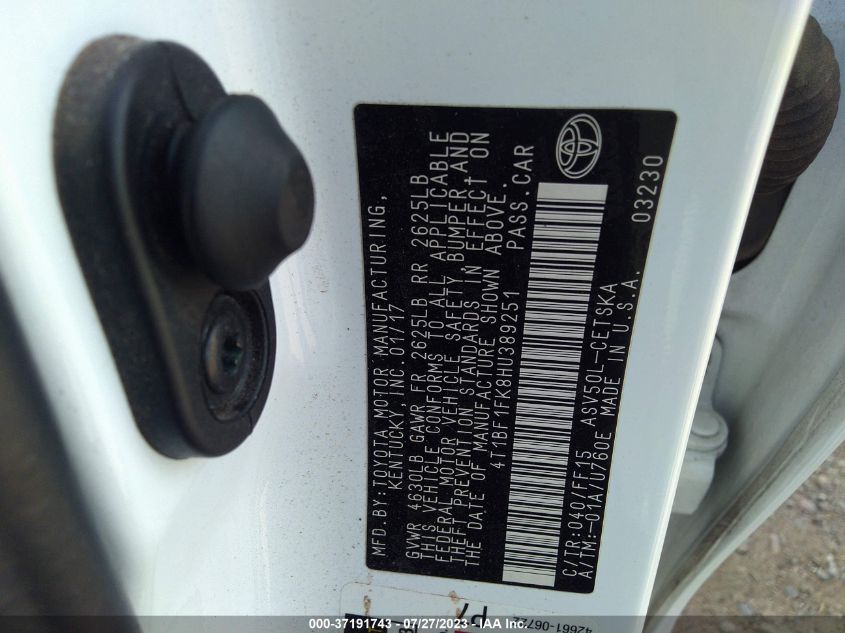 MFD.BY:TOYOTA MOTOR MANUFACTURING,
KENTUCKY, INC. 01/17
GVWR 4630LB GAWR FR 2625LB RR 2625LB
THIS VEHICLE CONFORMS TO ALL APPLICABLE
FEDERAL MOTOR VEHICLE SAFETY, BUMPER AND
THEFT PREVENTION STANDARDS IN EFFECT ON
THE DATE OF MANUFACTURE SHOWN ABOVE.
4T1BF1FK8HU389251 PASS.CAR
C/TR:040/FF15 ASV50L-CETSKA
A/TM:-01A/U760E MADE IN U.S.A.
03230
000-37191743 / 07/27/2023 - IAA Inc.